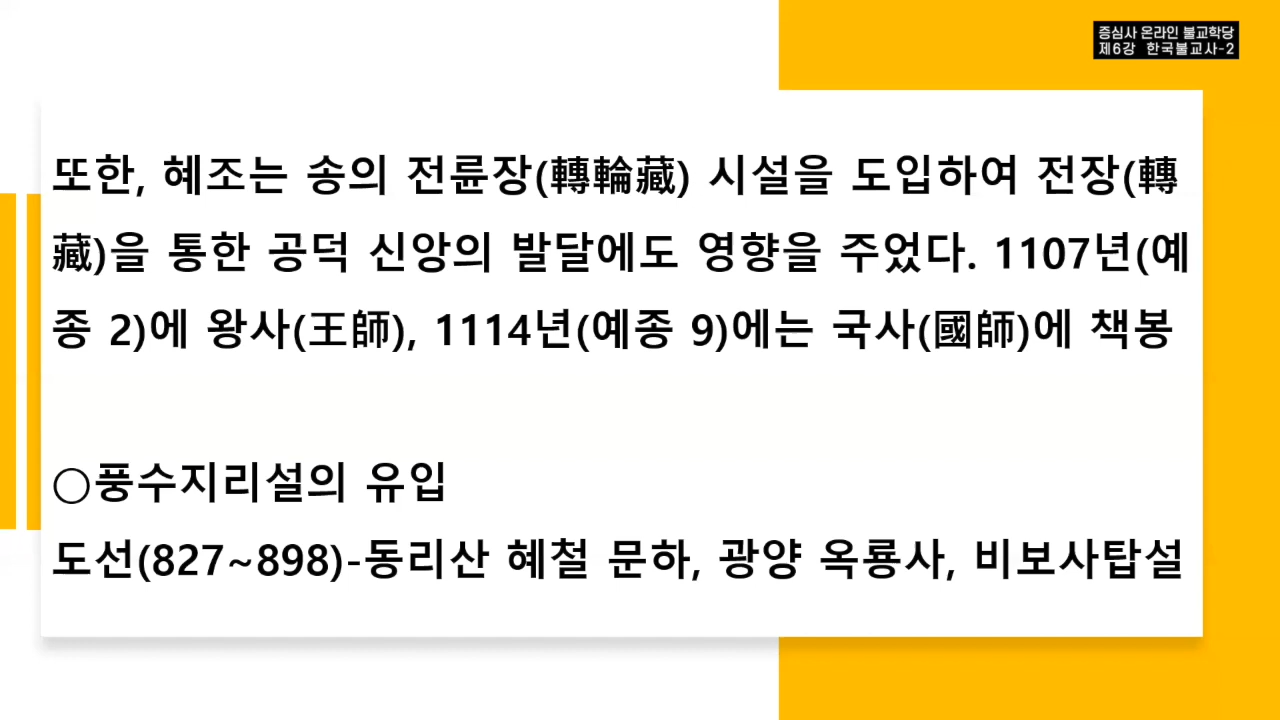 증심사 온라인 불교학당
제6강 한국불교사-2
또한, 혜조는 송의 전륜장(轉輪藏) 시설을 도입하여 전장(轉
藏)을 통한 공덕 신앙의 발달에도 영향을 주었다. 1107년(예
종 2)에 왕사(王師), 1114년(예종 9)에는 국사(國師)에 책봉
○풍수지리설의 유입
도선(827~898)-동리산 혜철 문하, 광양 옥룡사, 비보사탑설